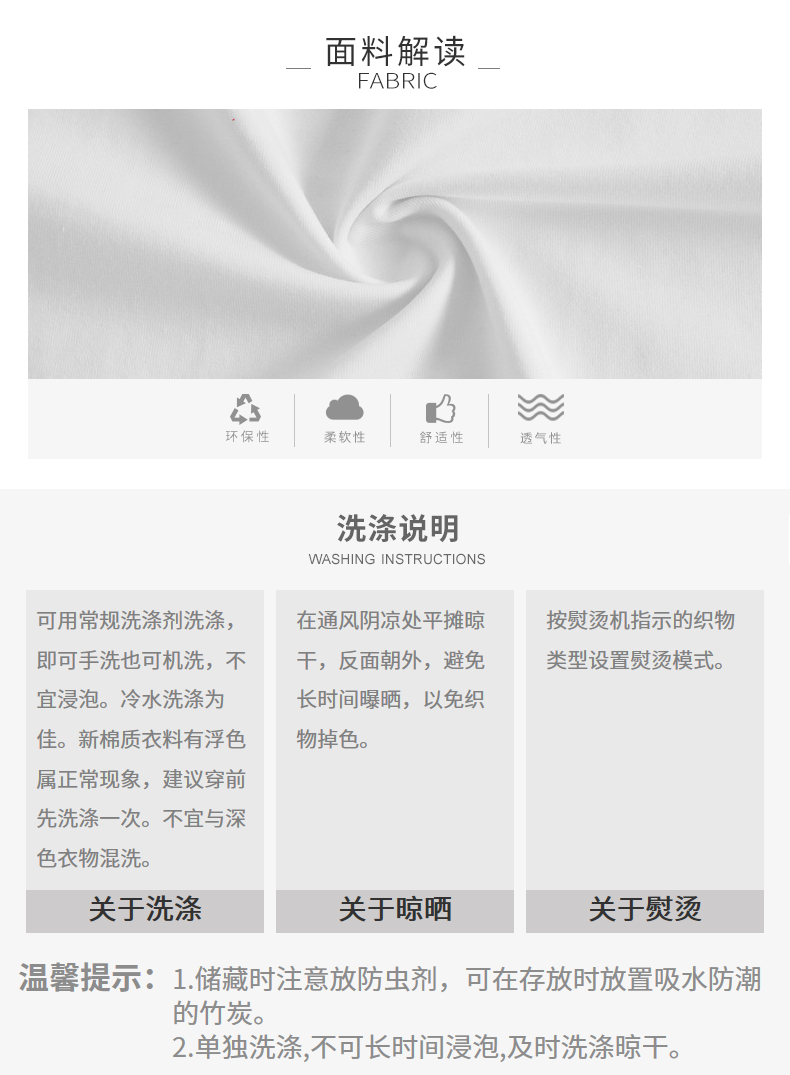 面料解读
FABRIC
环保性
柔软性
舒适性
透气性
洗涤说明
WASHING INSTRUCTIONS
可用常规洗涤剂洗涤，
即可手洗也可机洗，不
宜浸泡。冷水洗涤为
佳。新棉质衣料有浮色
属正常现象，建议穿前
先洗涤一次。不宜与深
色衣物混洗。
关于洗涤
在通风阴凉处平摊晾
干，反面朝外，避免
长时间曝晒，以免织
物掉色。
关于晾晒
按熨烫机指示的织物
类型设置熨烫模式。
关于熨烫
温馨提示：1.储藏时注意放防虫剂，可在存放时放置吸水防潮
的竹炭。
2.单独洗涤,不可长时间浸泡,及时洗涤晾干。